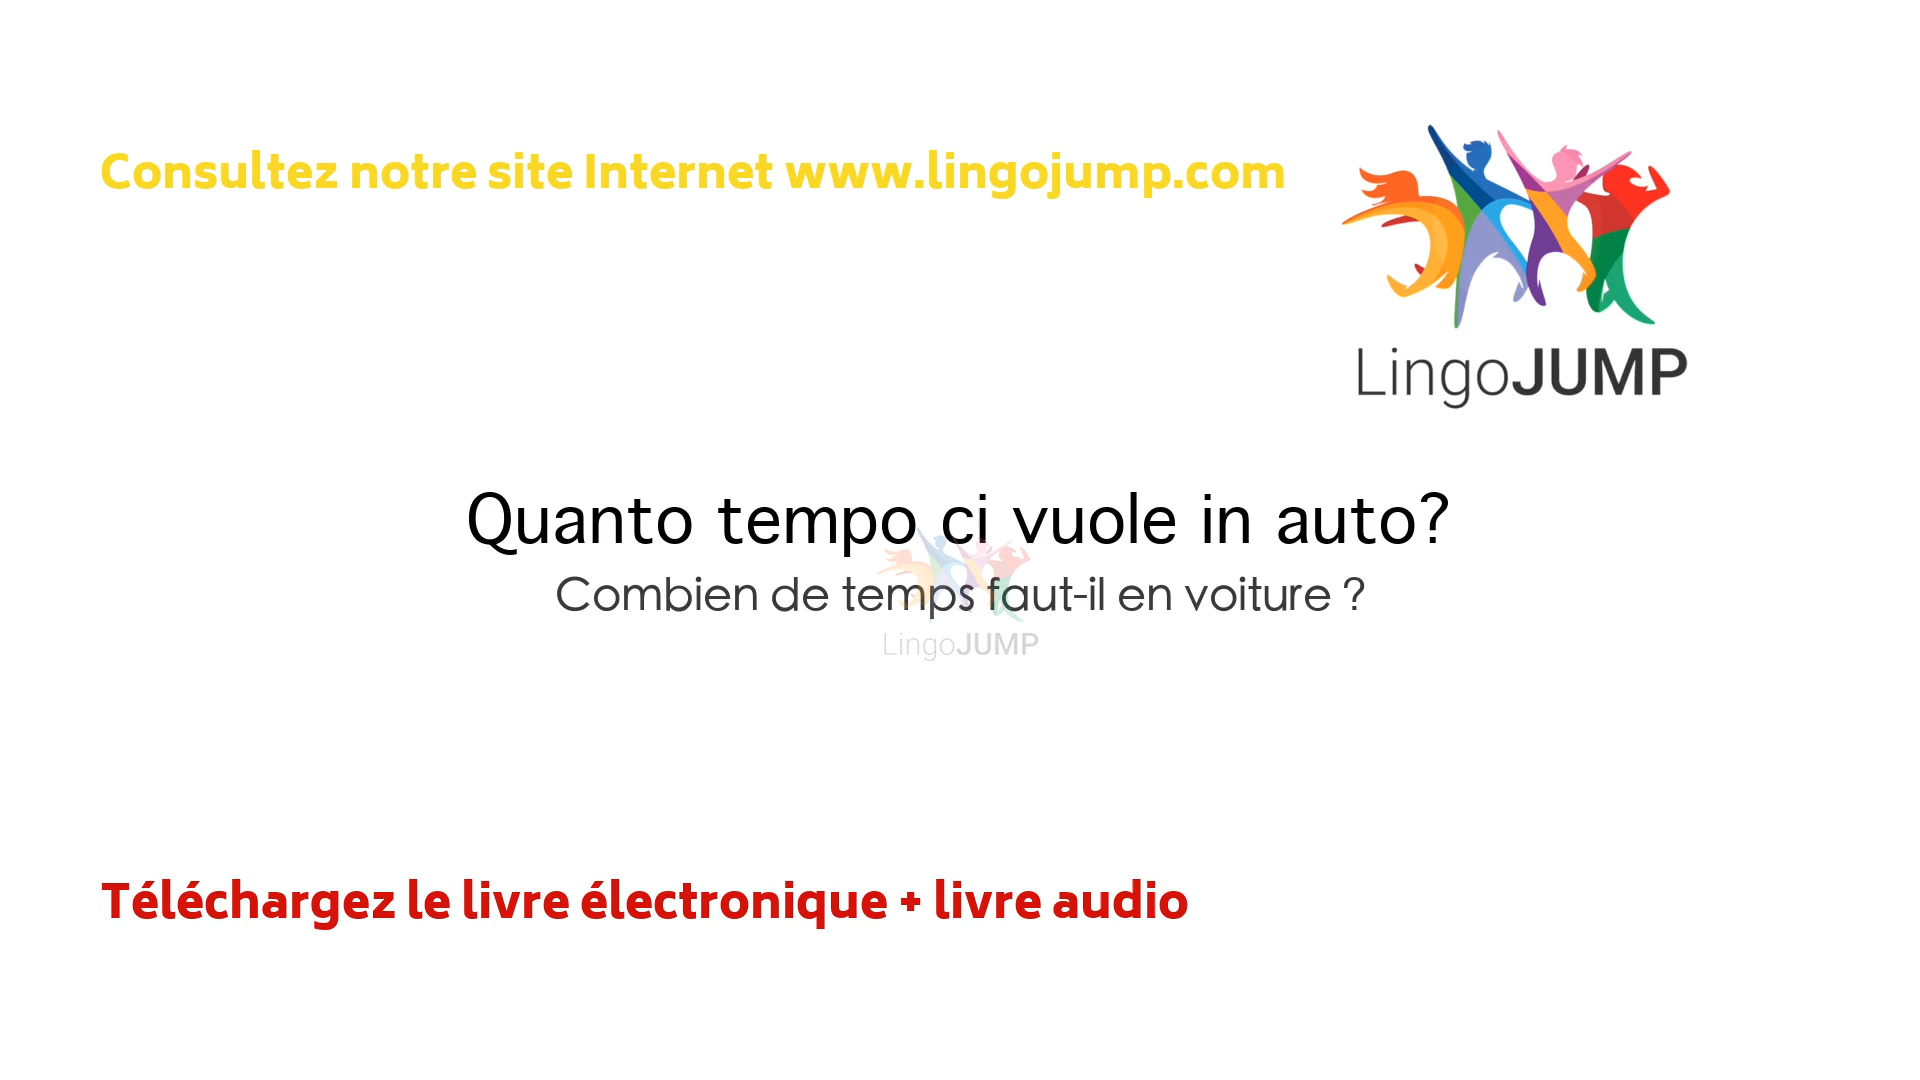 Consultez notre site Internet www.lingojump.com
LingoJUMP
Quanto tempo ci vuole in auto?
Combien de temps faut-il en voiture ?
LingoJUMP
Téléchargez le livre électronique + livre audio